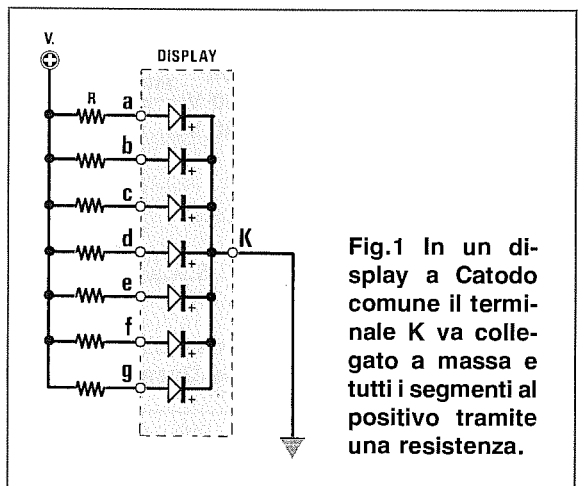 V.
DISPLAY
R
a
b
c
d
K
e
f
g
Fig.1 In un di-
splay a Catodo
comune il termi-
nale K va colle-
gato a massa e
tutti i segmenti al
positivo tramite
una resistenza.